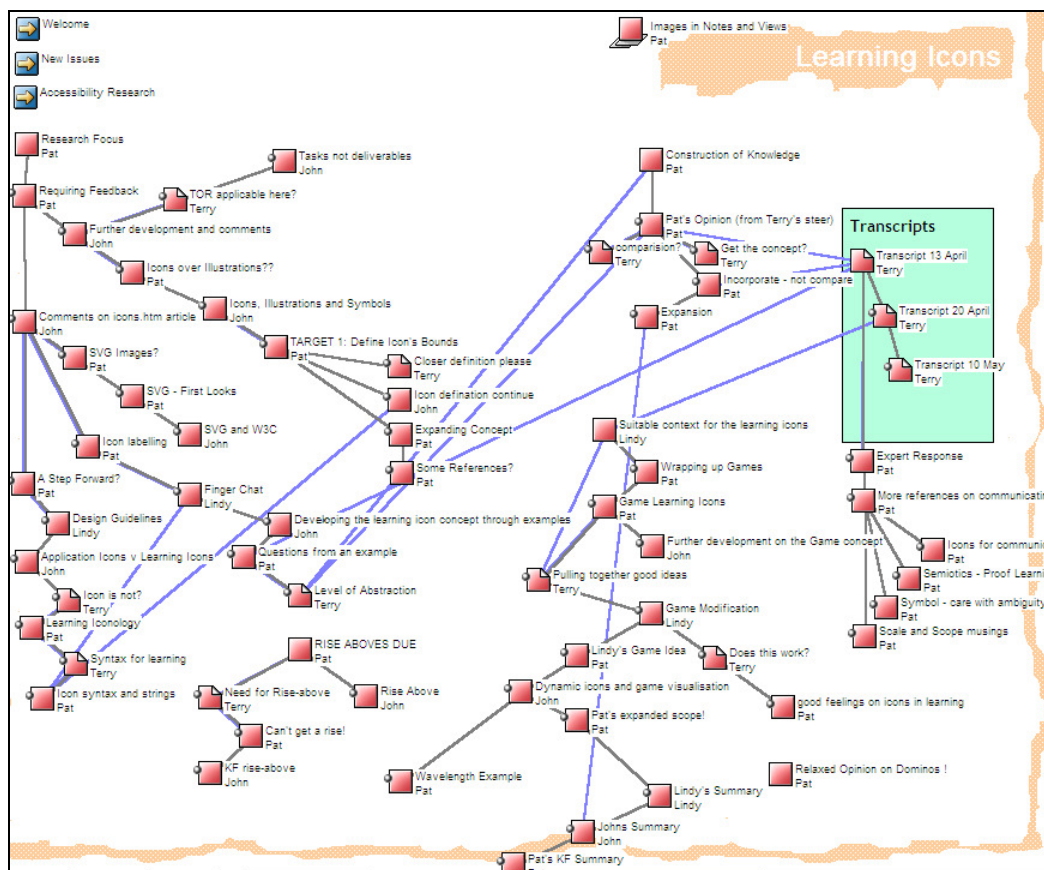 Welcome
New Issues
Accessibility Research
Images in Notes and Views
Pat
Learning Icons
Research Focus
Pat
Tasks not deliverables
John
Requiring Feedback
Pat
TOR applicable here?
Terry
Further development and comments
John
Icons over Illustrations??
Pat
Icons, Illustrations and Symbols
John
Comments on icons.htm article
John
TARGET 1: Define Icon's Bounds
Pat
SVG Images?
Pat
Closer definition please
Terry
SVG - First Looks
Pat
Icon defination continue
John
SVG and W3C
John
Expanding Concept
Pat
Icon labelling
Pat
Some References?
Pat
A Step Forward?
Pat
Finger Chat
Lindy
Design Guidelines
Lindy
Developing the learning icon concept through examples
John
Application Icons v Learning Icons
John
Questions from an example
Pat
Icon is not?
Terry
Level of Abstraction
Terry
Learning Iconology
Pat
Syntax for learning
Terry
Icon syntax and strings
Pat
RISE ABOVES DUE
Pat
Need for Rise-above
Terry
Rise Above
John
Can't get a rise!
Pat
KF rise-above
John
Construction of Knowledge
Pat
Pat's Opinion (from Terry's steer)
Pat
comparision?
Terry
Get the concept?
Terry
Incorporate - not compare
Pat
Expansion
Pat
Transcripts
Transcript 13 April
Terry
Transcript 20 April
Terry
Transcript 10 May
Terry
Suitable context for the learning icons
Lindy
Wrapping up Games
Pat
Game Learning Icons
Pat
Further development on the Game concept
John
Pulling together good ideas
Terry
Game Modification
Lindy
Lindy's Game Idea
Pat
Does this work?
Terry
Dynamic icons and game visualisation
John
good feelings on icons in learning
Pat
Pat's expanded scope!
Pat
Wavelength Example
Pat
Relaxed Opinion on Dominos !
Pat
Lindy's Summary
Lindy
Johns Summary
John
Pat's KF Summary
Expert Response
Pat
More references on communicatin
Pat
Icons for communic
Pat
Semiotics - Proof Learni
Pat
Symbol - care with ambiguity
Pat
Scale and Scope musings
Pat